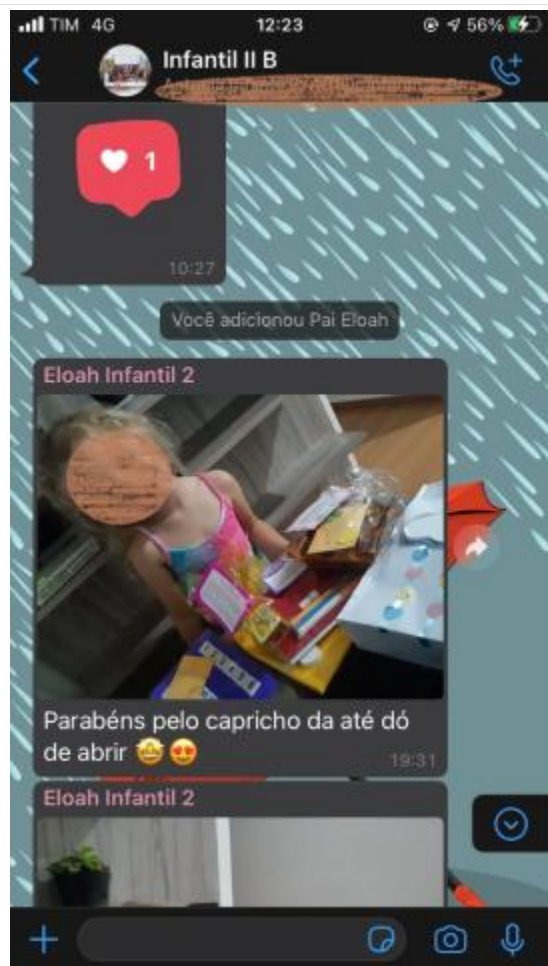 TIM 4G 12:23 56%
Infantil II B
1
10:27
Você adicionou Pai Eloah
Eloah Infantil 2
Parabéns pelo capricho da até dó
de abrir 🤩😍
19:31
Eloah Infantil 2